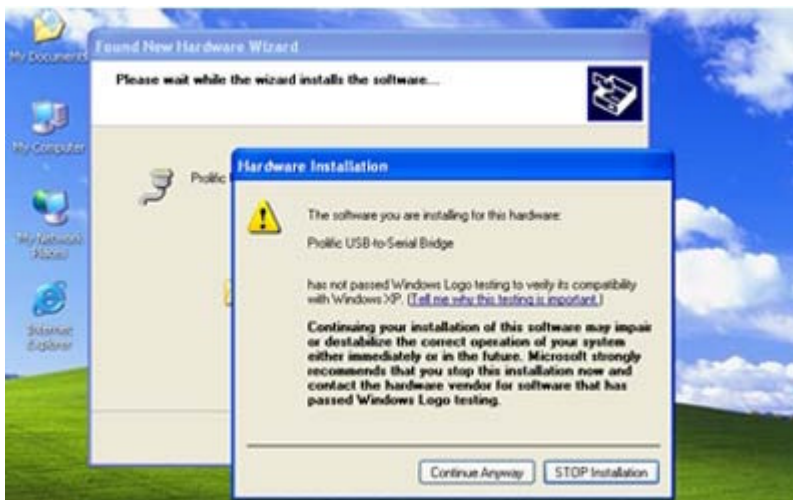 My Documents
Found New Hardware Wizard
Please wait while the wizard installs the software...
My Computer
Prolific
Hardware Installation
The software you are installing for this hardware:
Prolific USB-to-Serial Bridge
My Network
Places
has not passed Windows Logo testing to verify its compatibility
with Windows XP. (Tell me why this testing is important.)
Internet
Explorer
Continuing your installation of this software may impair
or destabilize the correct operation of your system
either immediately or in the future. Microsoft strongly
recommends that you stop this installation now and
contact the hardware vendor for software that has
passed Windows Logo testing.
Continue Anyway
STOP Installation